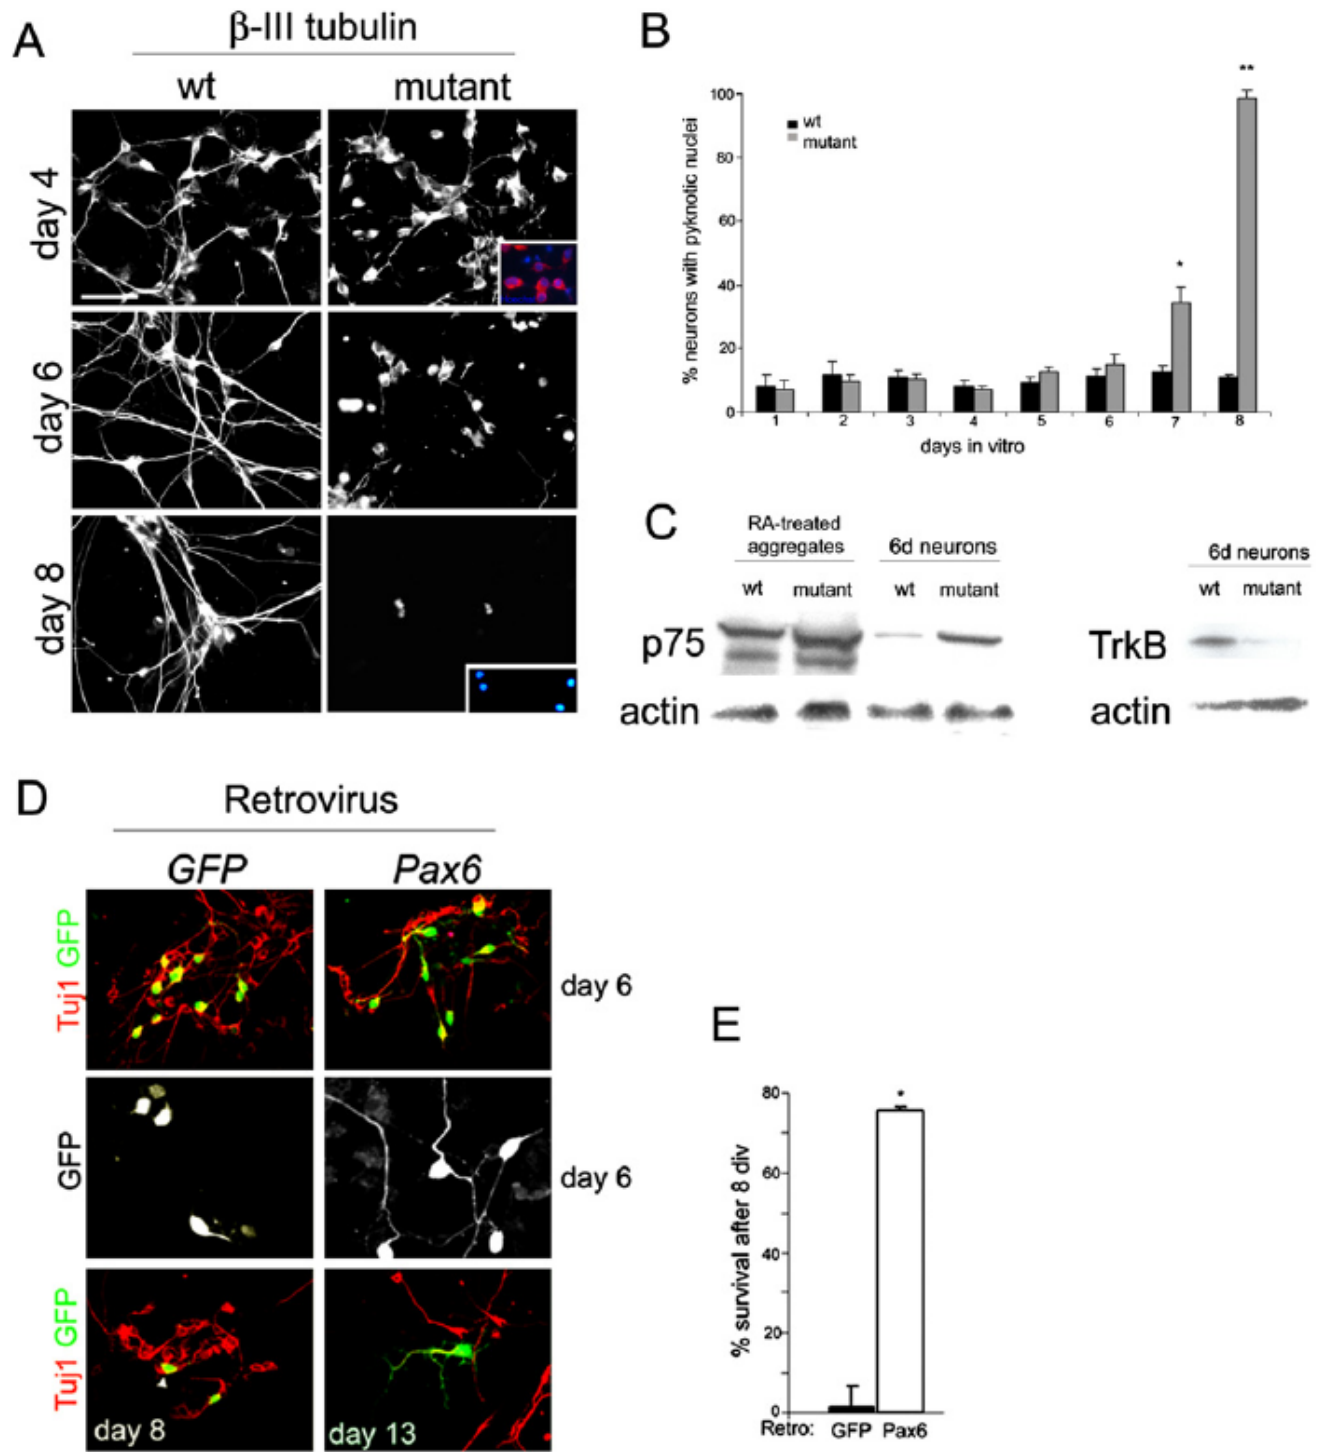 A
β-III tubulin
wt mutant
day 4
day 6
day 8
B
% neurons with pyknotic nuclei
100
80
60
40
20
0
wt
mutant
*
**
1 2 3 4 5 6 7 8
days in vitro
C
RA-treated
aggregates 6d neurons
wt mutant wt mutant
p75
actin
6d neurons
wt mutant
TrkB
actin
D
Retrovirus
GFP Pax6
Tuj1 GFP
day 6
GFP
day 6
Tuj1 GFP
day 8
day 13
E
% survival after 8 div
80
60
40
20
0
*
Retro: GFP Pax6